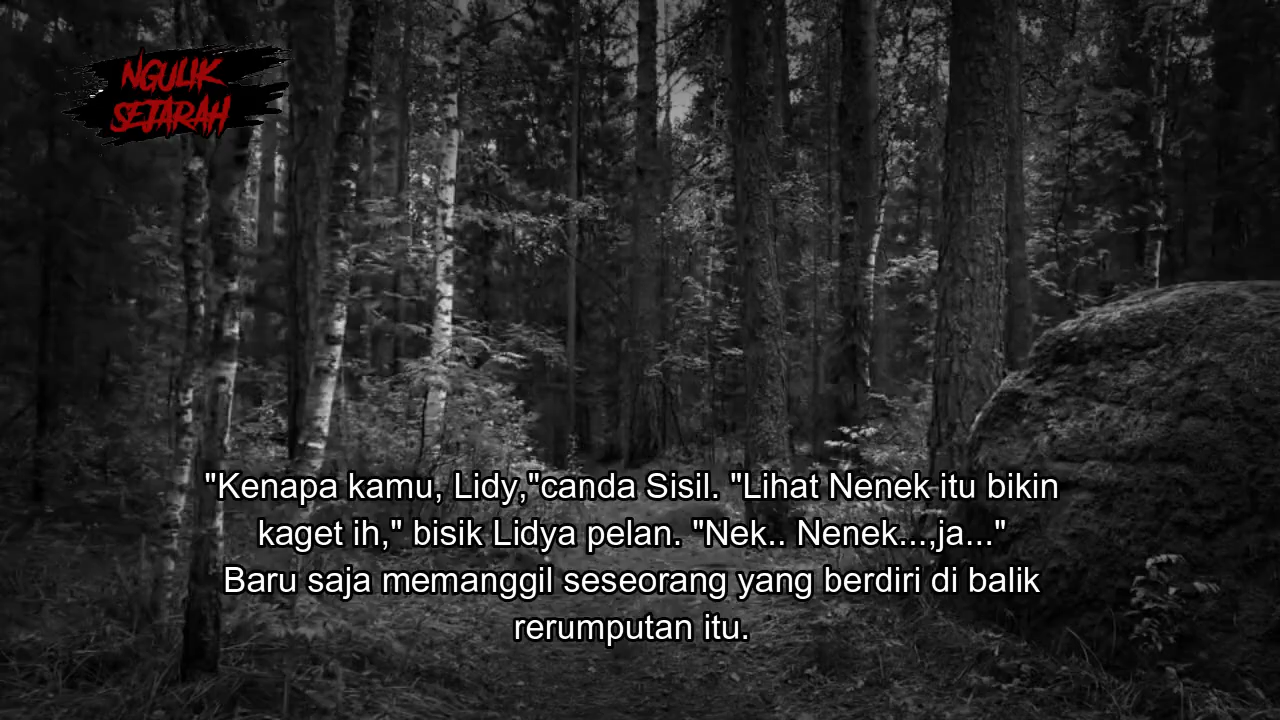 NGULIK
SEJARAH
"Kenapa kamu, Lidy,"canda Sisil. "Lihat Nenek itu bikin
kaget ih," bisik Lidya pelan. "Nek.. Nenek...,ja..."
Baru saja memanggil seseorang yang berdiri di balik
rerumputan itu.